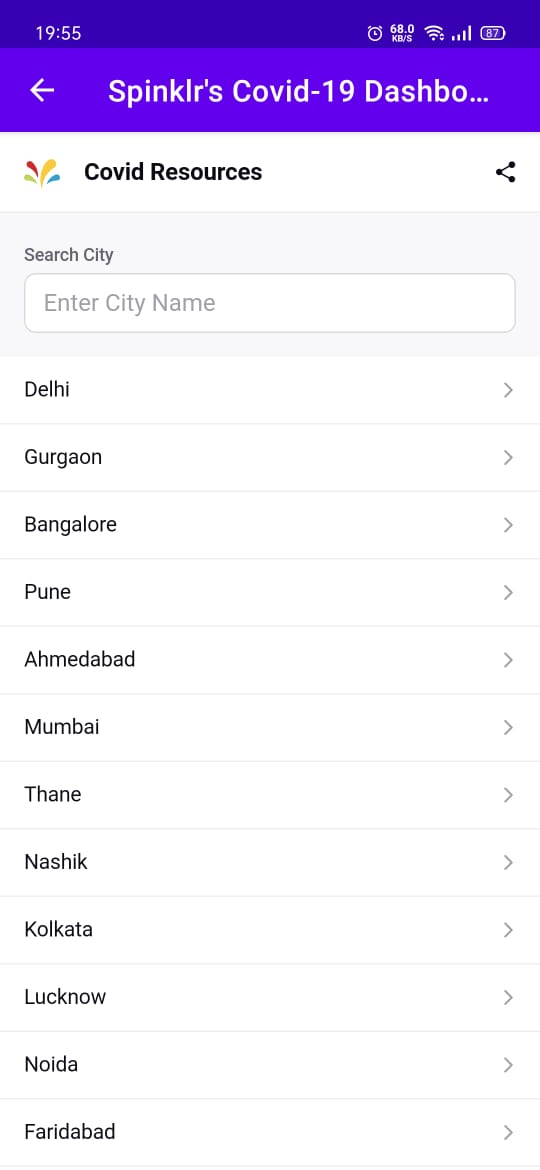 19:55
68.0
KB/S
87
Spinklr's Covid-19 Dashbo...
Covid Resources
Search City
Enter City Name
Delhi
Gurgaon
Bangalore
Pune
Ahmedabad
Mumbai
Thane
Nashik
Kolkata
Lucknow
Noida
Faridabad